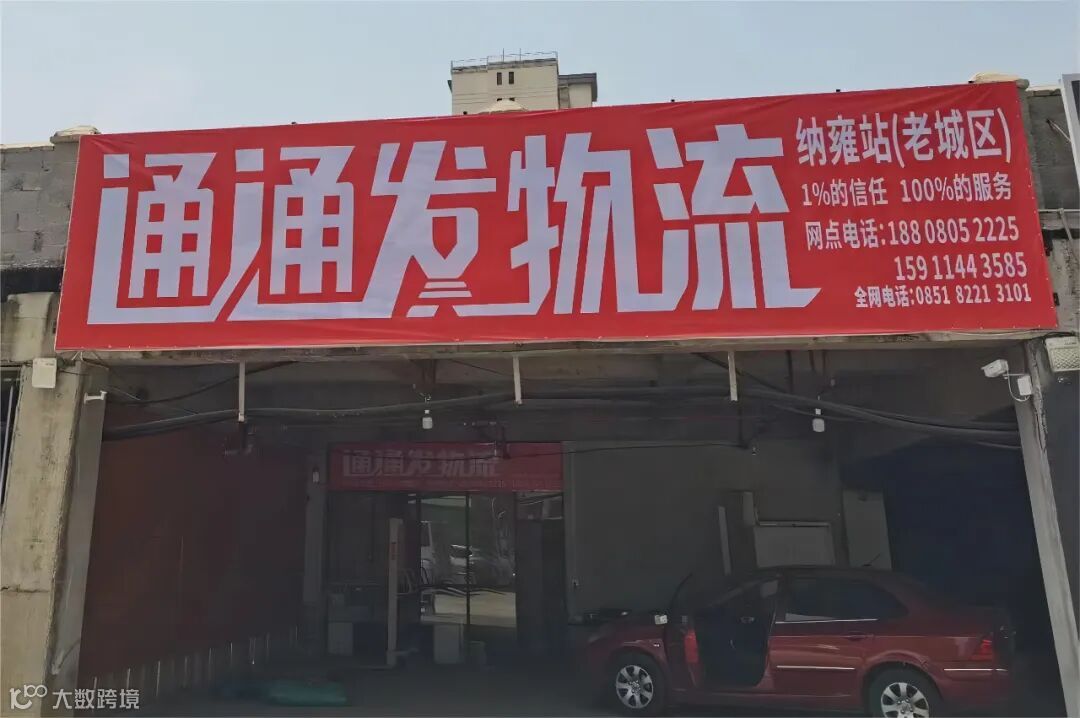 通通发物流
纳雍站(老城区)
1%的信任 100%的服务
网点电话:188 0805 2225
159 1144 3585
全网电话:0851 8221 3101
通通发物流
大数跨境